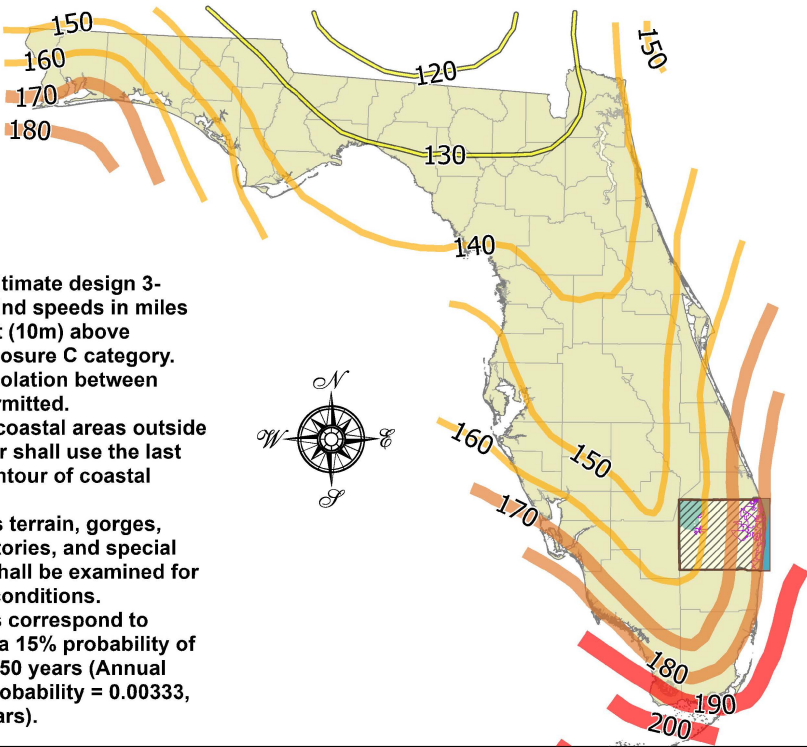 150
150
160
120
170
180
130
140
timate design 3-
nd speeds in miles
t (10m) above
osure C category.
olation between
rmitted.
coastal areas outside
r shall use the last
ntour of coastal
s terrain, gorges,
tories, and special
hall be examined for
conditions.
s correspond to
a 15% probability of
50 years (Annual
obability = 0.00333,
ars).
N
W E
S
160
150
170
180
190
200